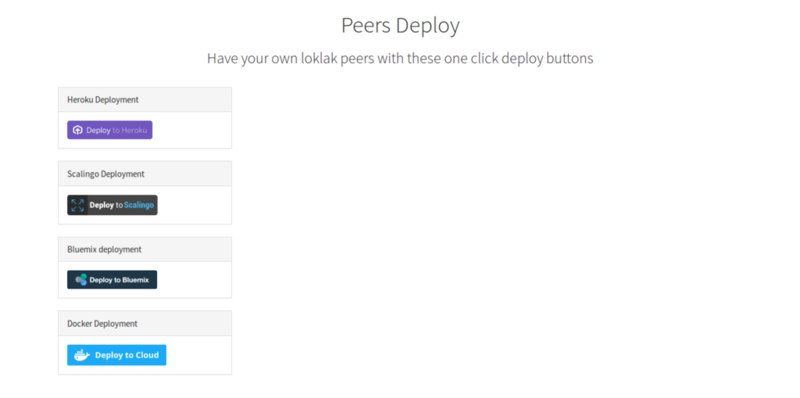 Peers Deploy
Have your own loklak peers with these one click deploy buttons
Heroku Deployment
Deploy to Heroku
Scalingo Deployment
Deploy to Scalingo
Bluemix deployment
Deploy to Bluemix
Docker Deployment
Deploy to Cloud